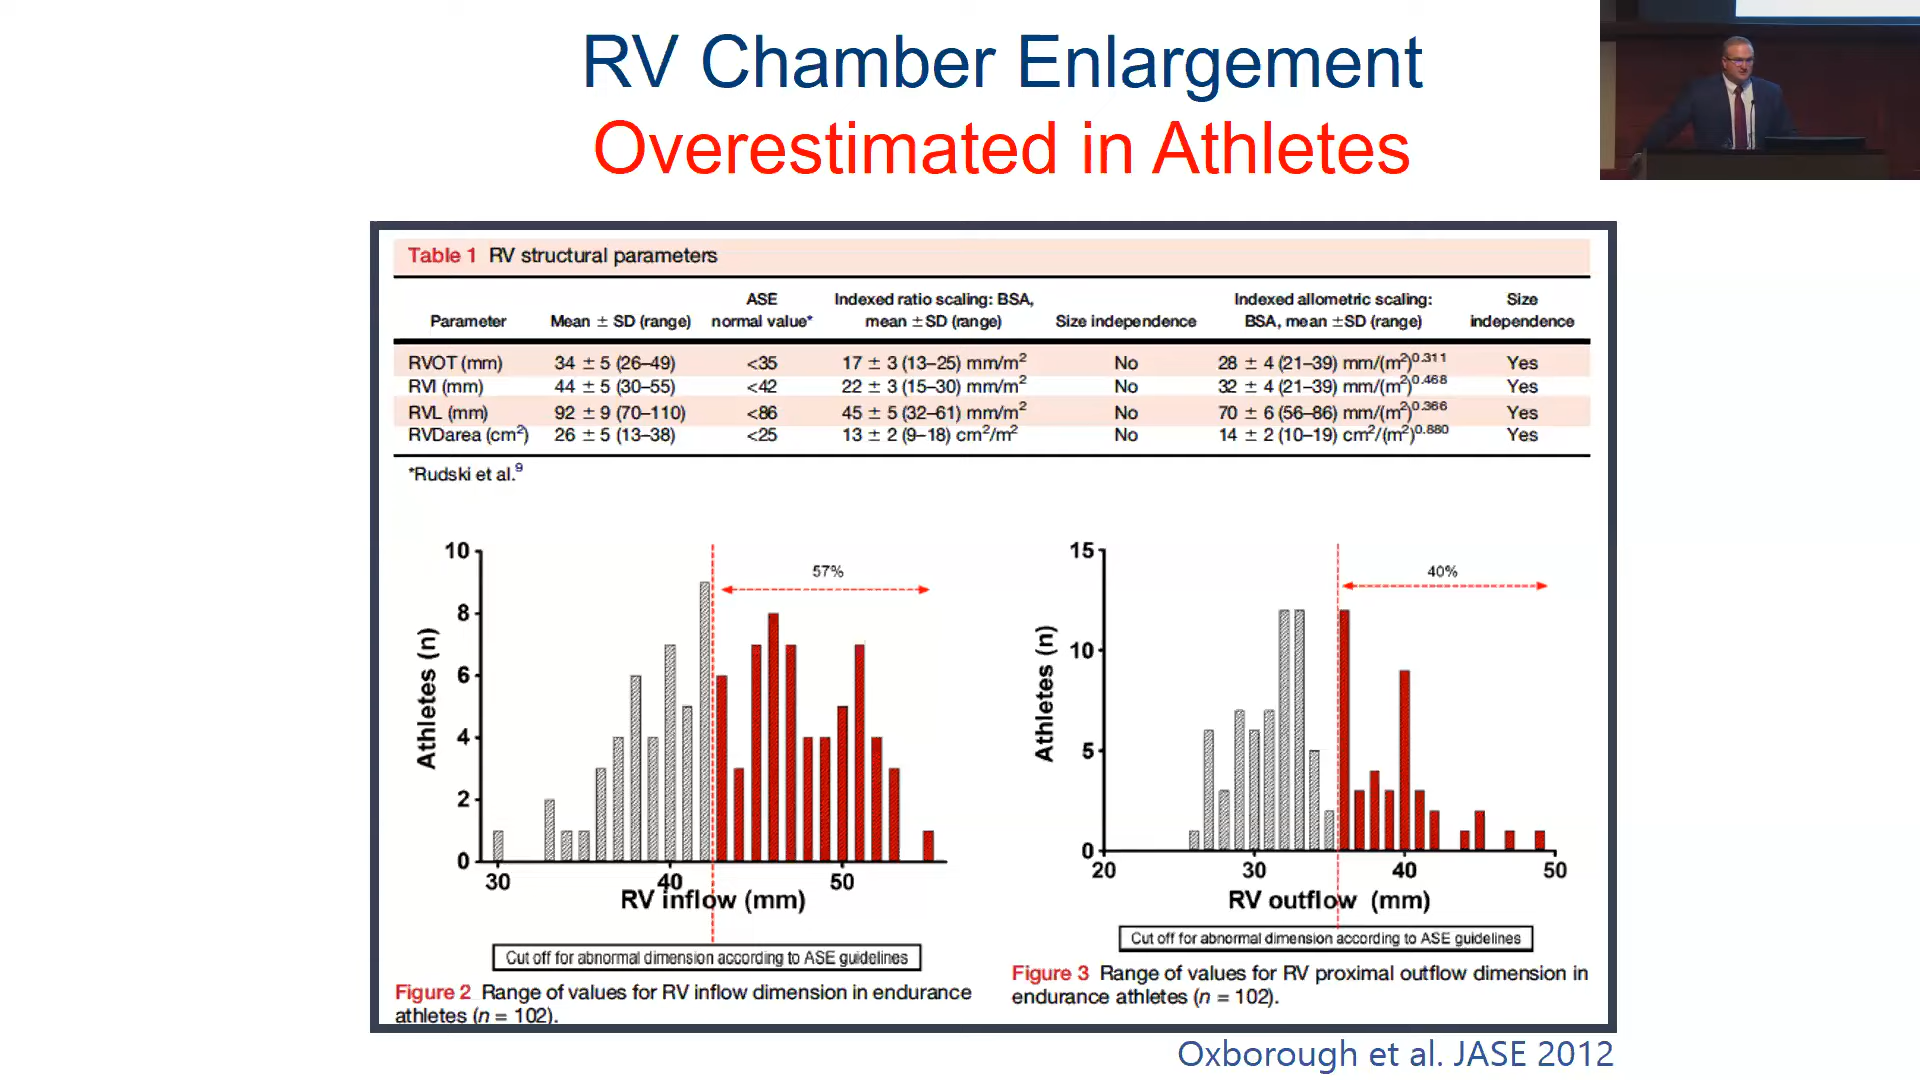 RV Chamber Enlargement
Overestimated in Athletes
Table 1 RV structural parameters
Parameter Mean ± SD (range) ASE normal value* Indexed ratio scaling: BSA, mean ±SD (range) Size independence Indexed allometric scaling: BSA, mean ±SD (range) Size independence
RVOT (mm) 34 ± 5 (26–49) <35 17 ± 3 (13–25) mm/m² No 28 ± 4 (21–39) mm/(m²)^0.311 Yes
RVI (mm) 44 ± 5 (30–55) <42 22 ± 3 (15–30) mm/m² No 32 ± 4 (21–39) mm/(m²)^0.468 Yes
RVL (mm) 92 ± 9 (70–110) <86 45 ± 5 (32–61) mm/m² No 70 ± 6 (56–86) mm/(m²)^0.366 Yes
RVDarea (cm²) 26 ± 5 (13–38) <25 13 ± 2 (9–18) cm²/m² No 14 ± 2 (10–19) cm²/(m²)^0.880 Yes
*Rudski et al.⁹
10
8
6
4
2
0
Athletes (n)
57%
30 40 50
RV inflow (mm)
Cut off for abnormal dimension according to ASE guidelines
Figure 2 Range of values for RV inflow dimension in endurance
athletes (n = 102).
15
10
5
0
Athletes (n)
40%
20 30 40 50
RV outflow (mm)
Cut off for abnormal dimension according to ASE guidelines
Figure 3 Range of values for RV proximal outflow dimension in
endurance athletes (n = 102).
Oxborough et al. JASE 2012